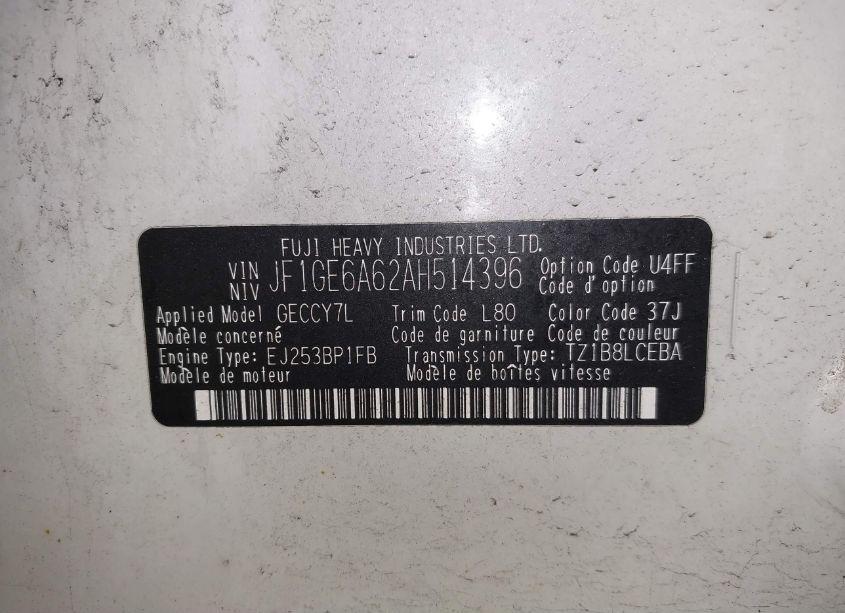 FUJI HEAVY INDUSTRIES LTD.
VIN NIV JF1GE6A62AH514396 Option Code U4FF
Code d'option
Applied Model GECCY7L Trim Code L80 Color Code 37J
Modèle concerné Code de garniture Code de couleur
Engine Type: EJ253BP1FB Transmission Type: TZ1B8LCEBA
Modèle de moteur Modèle de boîtes vitesse